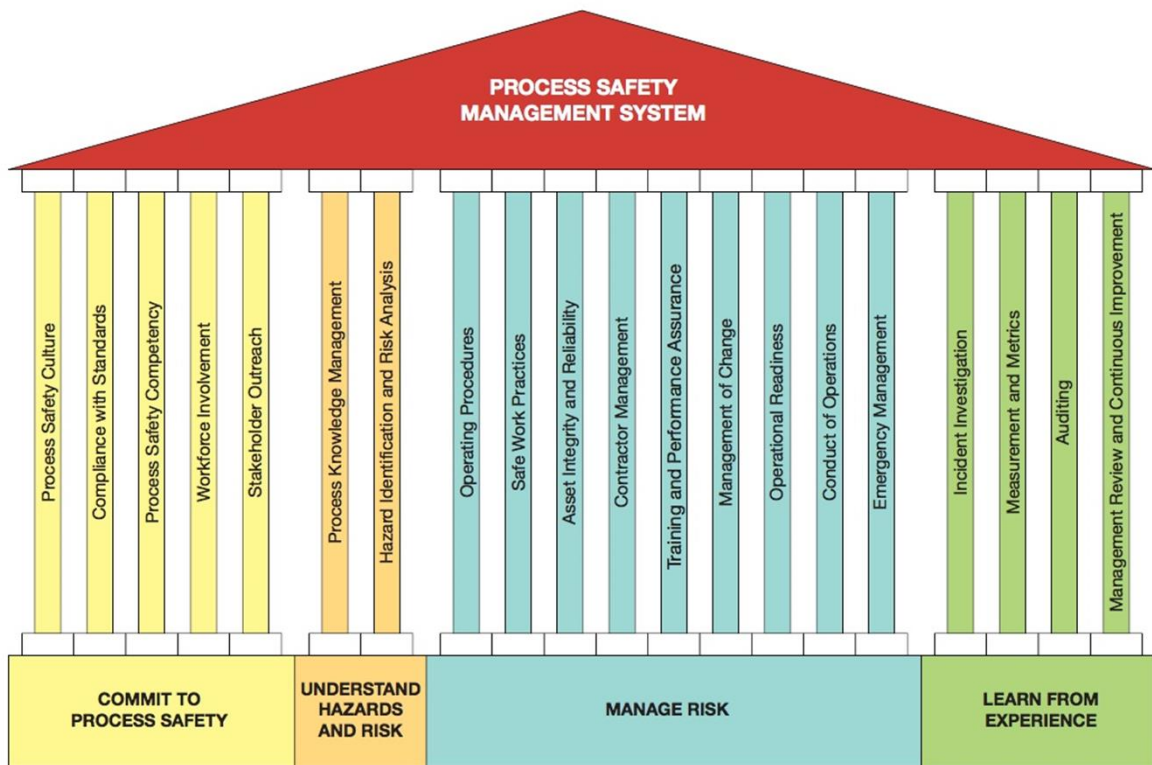 PROCESS SAFETY
MANAGEMENT SYSTEM
Process Safety Culture
Compliance with Standards
Process Safety Competency
Workforce Involvement
Stakeholder Outreach
Process Knowledge Management
Hazard Identification and Risk Analysis
Operating Procedures
Safe Work Practices
Asset Integrity and Reliability
Contractor Management
Training and Performance Assurance
Management of Change
Operational Readiness
Conduct of Operations
Emergency Management
Incident Investigation
Measurement and Metrics
Auditing
Management Review and Continuous Improvement
COMMIT TO
PROCESS SAFETY
UNDERSTAND
HAZARDS
AND RISK
MANAGE RISK
LEARN FROM
EXPERIENCE